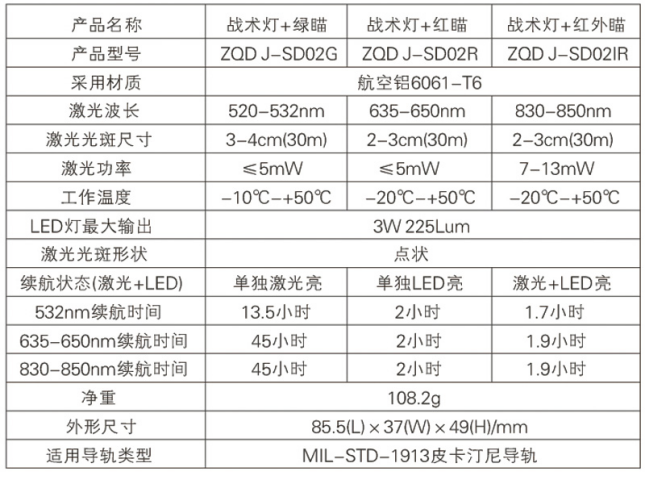 产品名称 战术灯+绿瞄 战术灯+红瞄 战术灯+红外瞄
产品型号 ZQD J-SD02G ZQD J-SD02R ZQD J-SD02IR
采用材质 航空铝6061-T6
激光波长 520-532nm 635-650nm 830-850nm
激光光斑尺寸 3-4cm(30m) 2-3cm(30m) 2-3cm(30m)
激光功率 ≤5mW ≤5mW 7-13mW
工作温度 -10℃-+50℃ -20℃-+50℃ -20℃-+50℃
LED灯最大输出 3W 225Lum
激光光斑形状 点状
续航状态(激光+LED) 单独激光亮 单独LED亮 激光+LED亮
532nm续航时间 13.5小时 2小时 1.7小时
635-650nm续航时间 45小时 2小时 1.9小时
830-850nm续航时间 45小时 2小时 1.9小时
净重 108.2g
外形尺寸 85.5(L)×37(W)×49(H)/mm
适用导轨类型 MIL-STD-1913皮卡汀尼导轨